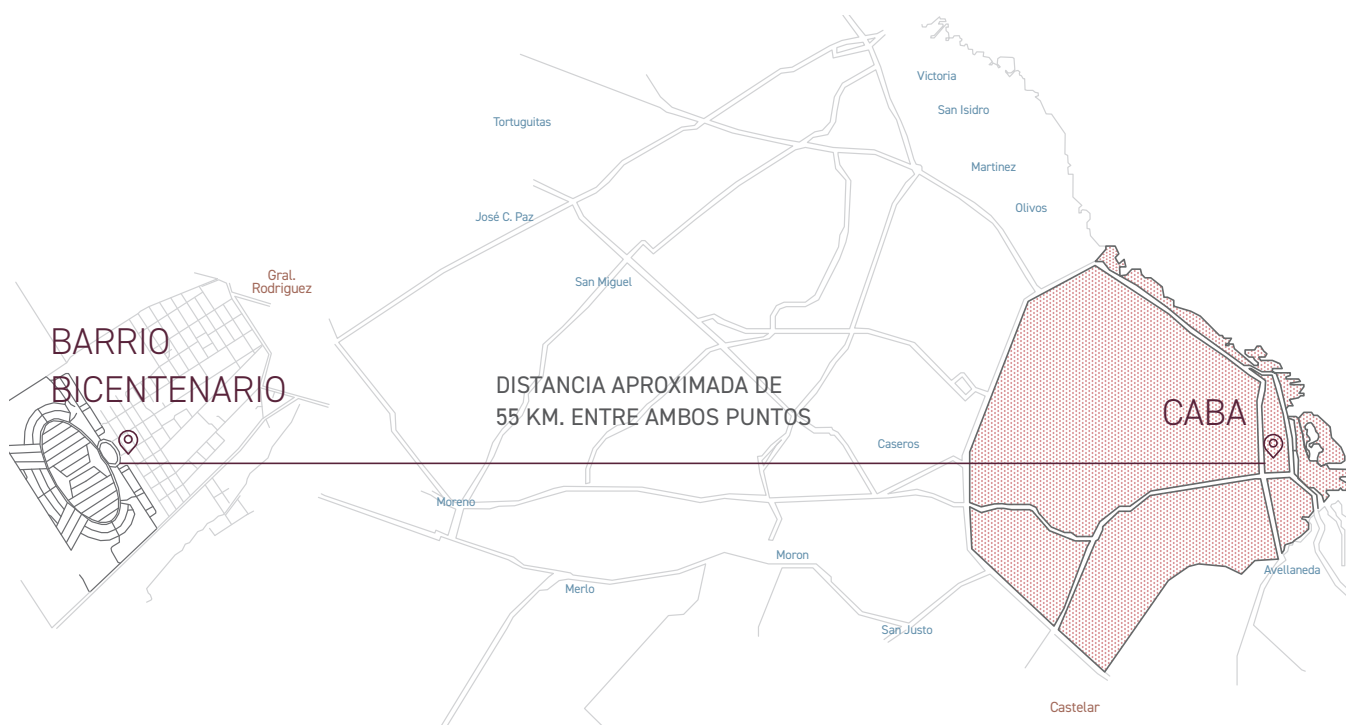 Victoria
San Isidro
Tortuguitas
Martinez
Olivos
José C. Paz
Gral.
Rodriguez
San Miguel
BARRIO
BICENTENARIO
DISTANCIA APROXIMADA DE
55 KM. ENTRE AMBOS PUNTOS
CABA
Caseros
Moreno
Moron
Merlo
Avellaneda
San Justo
Castelar